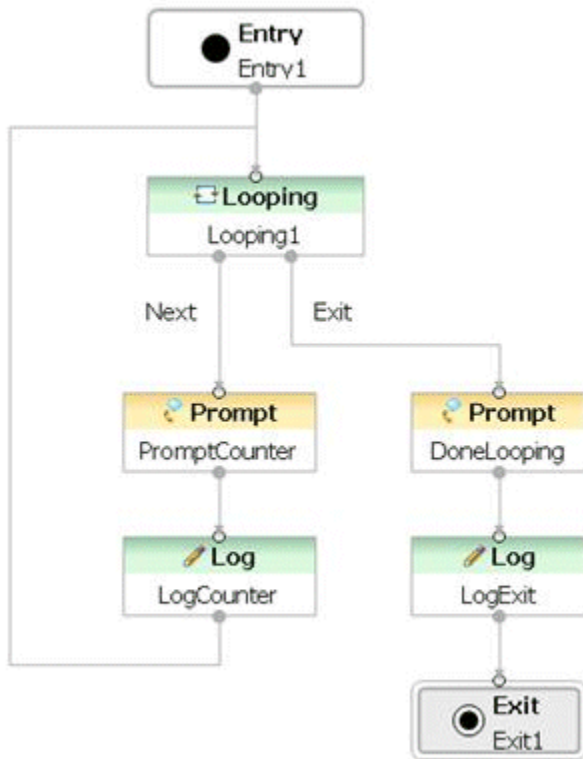 Entry
Entry1
Looping
Looping1
Next
Exit
Prompt
PromptCounter
Prompt
DoneLooping
Log
LogCounter
Log
LogExit
Exit
Exit1